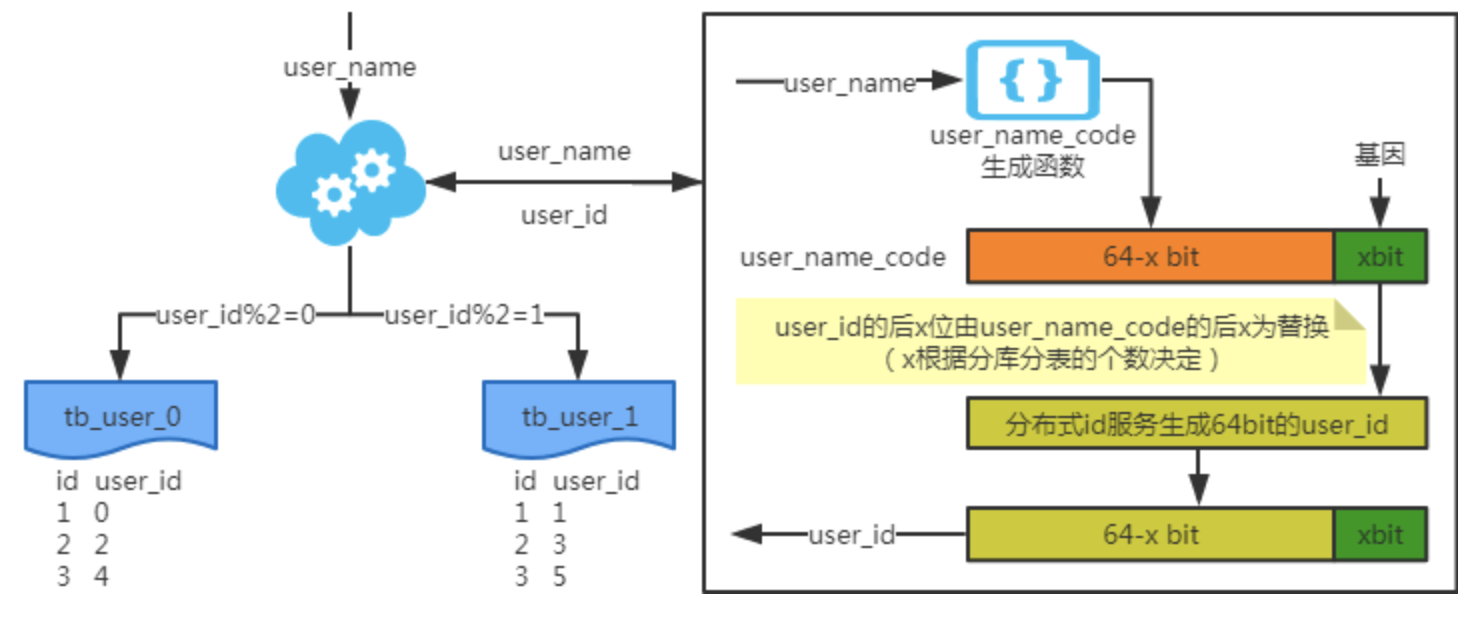 user_name
user_name
user_id
user_id%2=0
user_id%2=1
tb_user_0
tb_user_1
id user_id
1 0
2 2
3 4
id user_id
1 1
2 3
3 5
user_name
{ }
user_name_code
生成函数
基因
user_name_code
64-x bit
xbit
user_id的后x位由user_name_code的后x为替换
（x根据分库分表的个数决定）
分布式id服务生成64bit的user_id
user_id
64-x bit
xbit